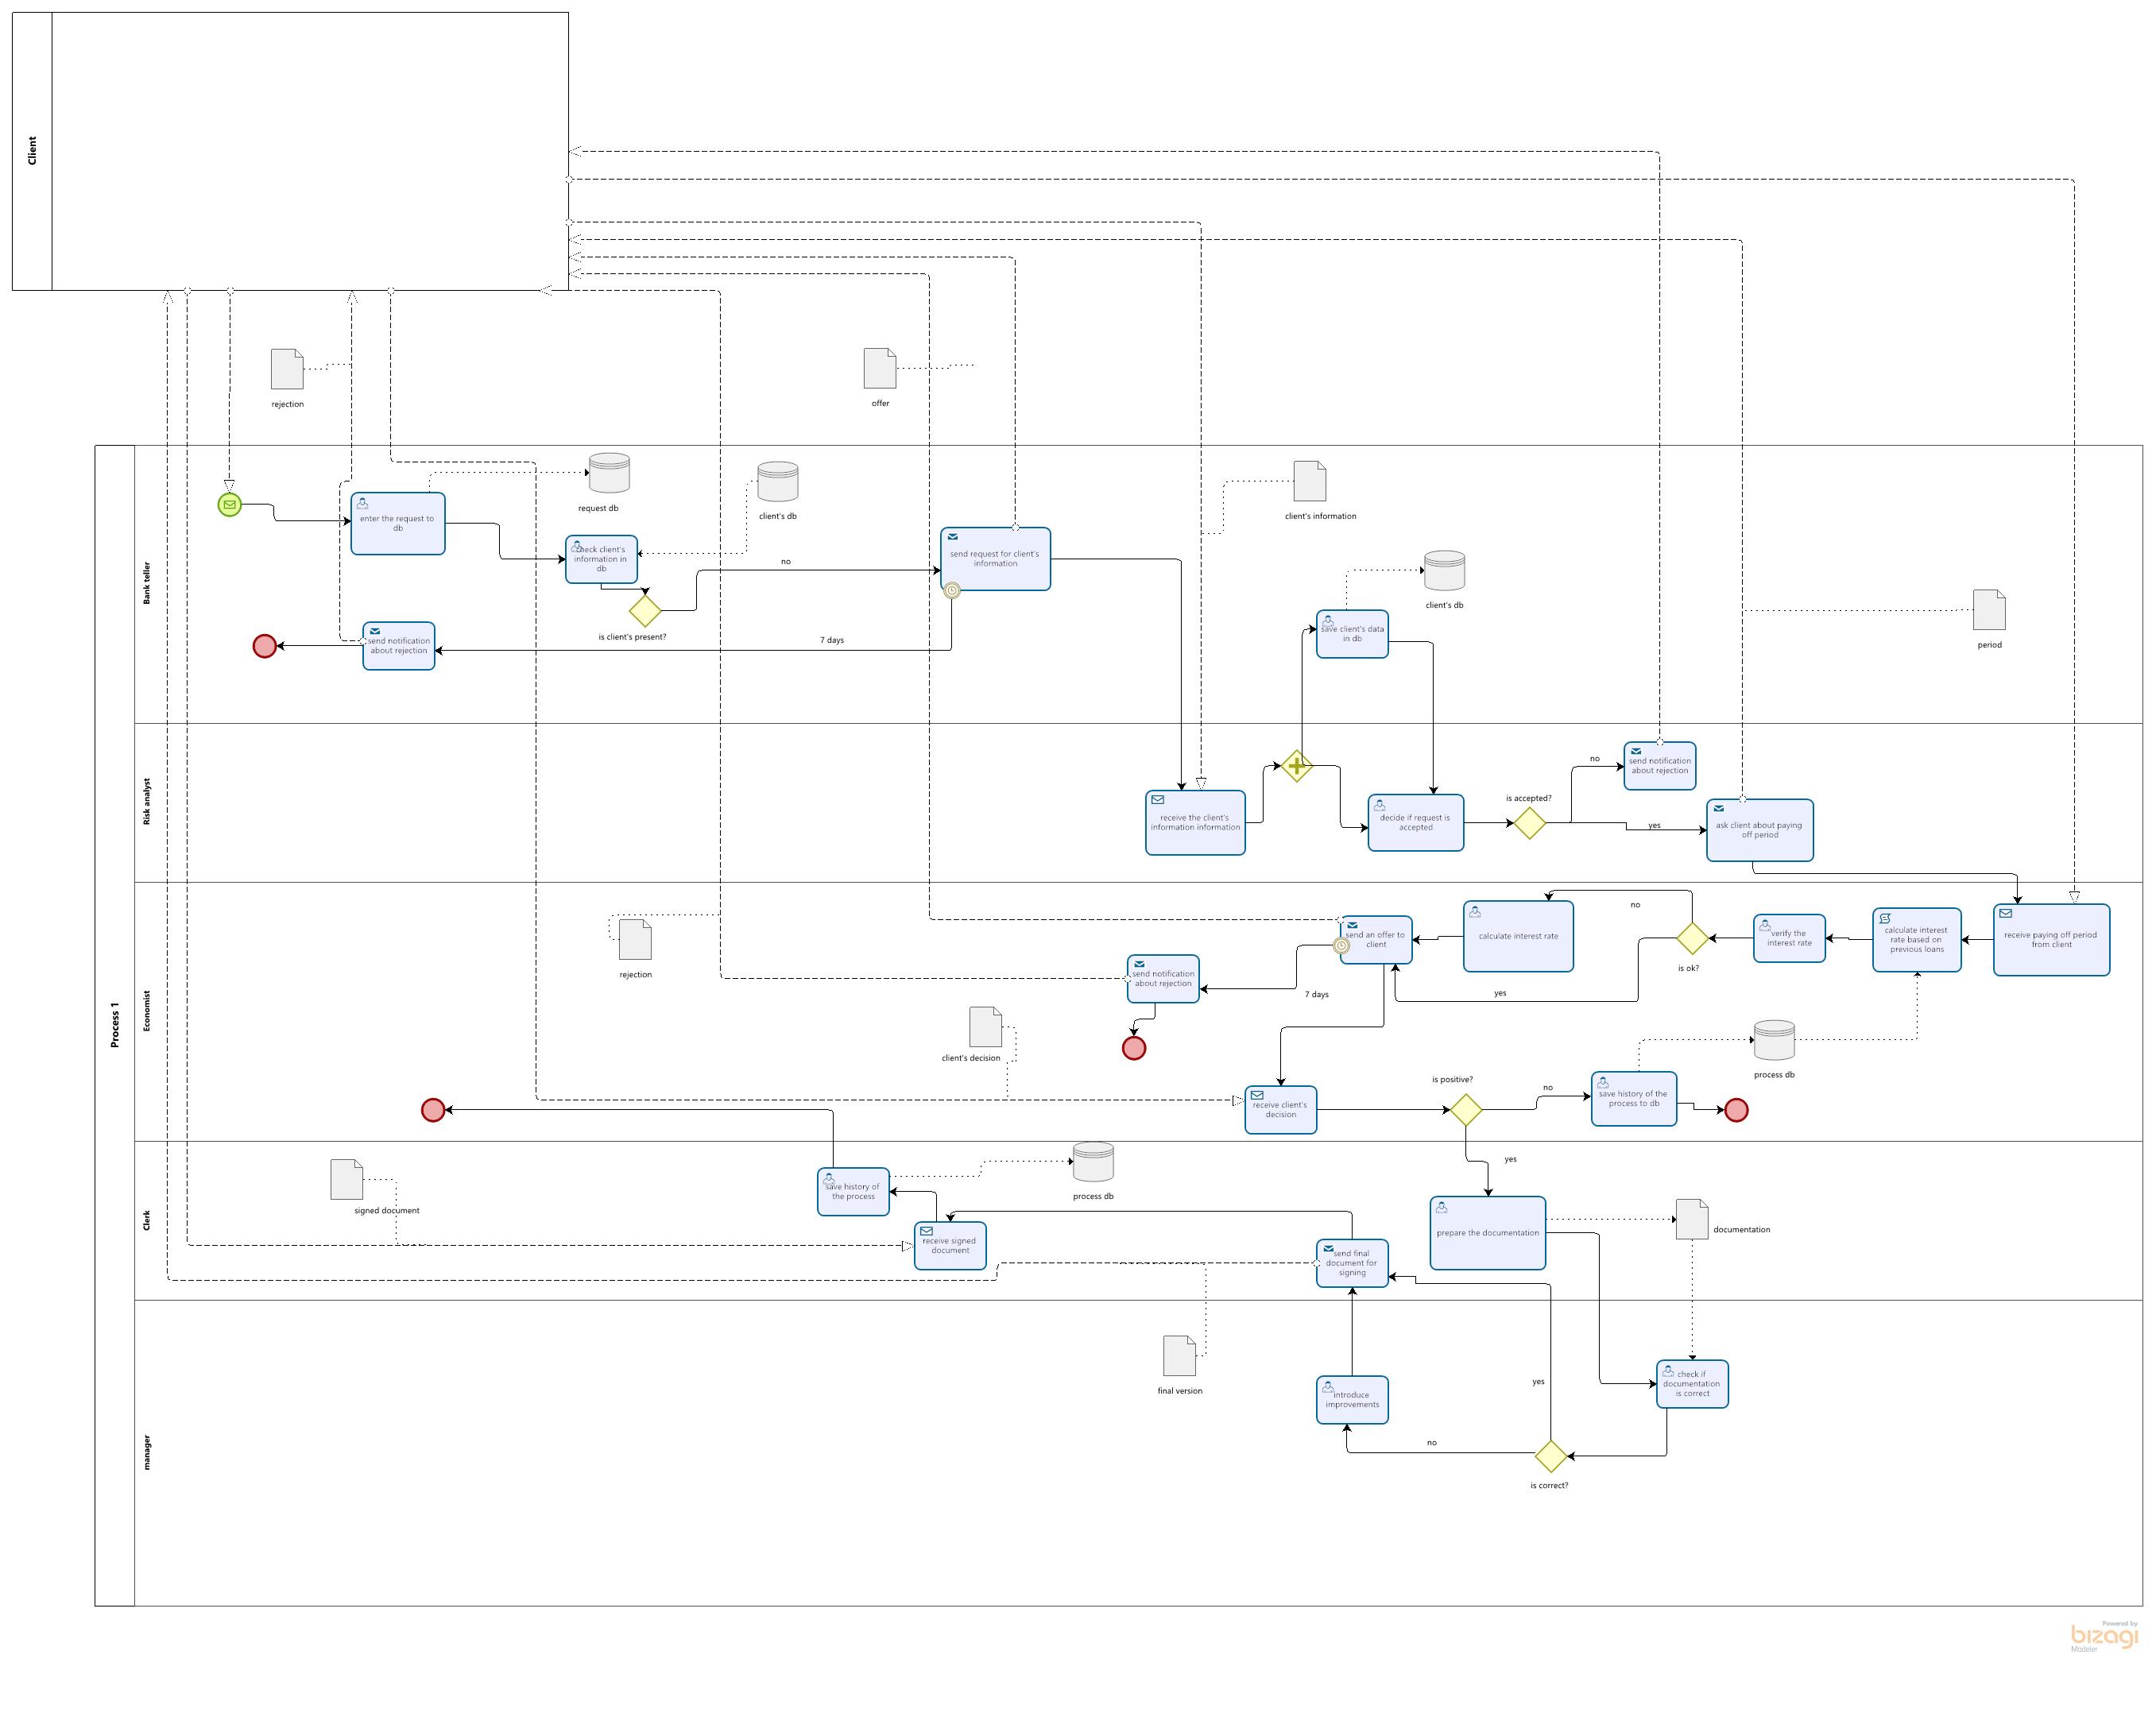 Client
rejection
offer
Process 1
Bank teller
enter the request to
db
request db
check client's
information in
db
client's db
is client's present?
no
send request for client's
information
7 days
send notification
about rejection
client's information
save client's data
in db
client's db
period
Risk analyst
receive the client's
information information
decide if request is
accepted
is accepted?
no
send notification
about rejection
yes
ask client about paying
off period
Economist
rejection
send notification
about rejection
7 days
send an offer to
client
calculate interest rate
no
is ok?
yes
verify the
interest rate
calculate interest
rate based on
previous loans
receive paying off period
from client
client's decision
receive client's
decision
is positive?
no
save history of the
process to db
process db
Clerk
signed document
save history of
the process
process db
receive signed
document
send final
document for
signing
yes
prepare the documentation
documentation
manager
final version
introduce
improvements
yes
no
is correct?
check if
documentation
is correct
Powered by
bizagi
Modeler